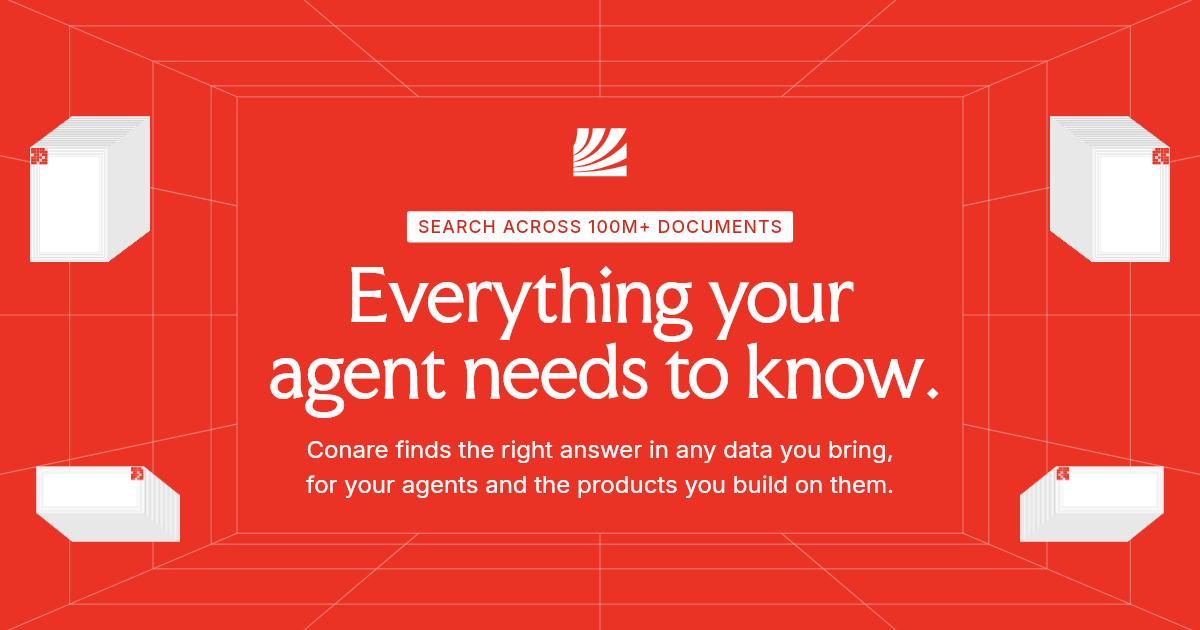 SEARCH ACROSS 100M+ DOCUMENTS
Everything your
agent needs to know.
Conare finds the right answer in any data you bring,
for your agents and the products you build on them.